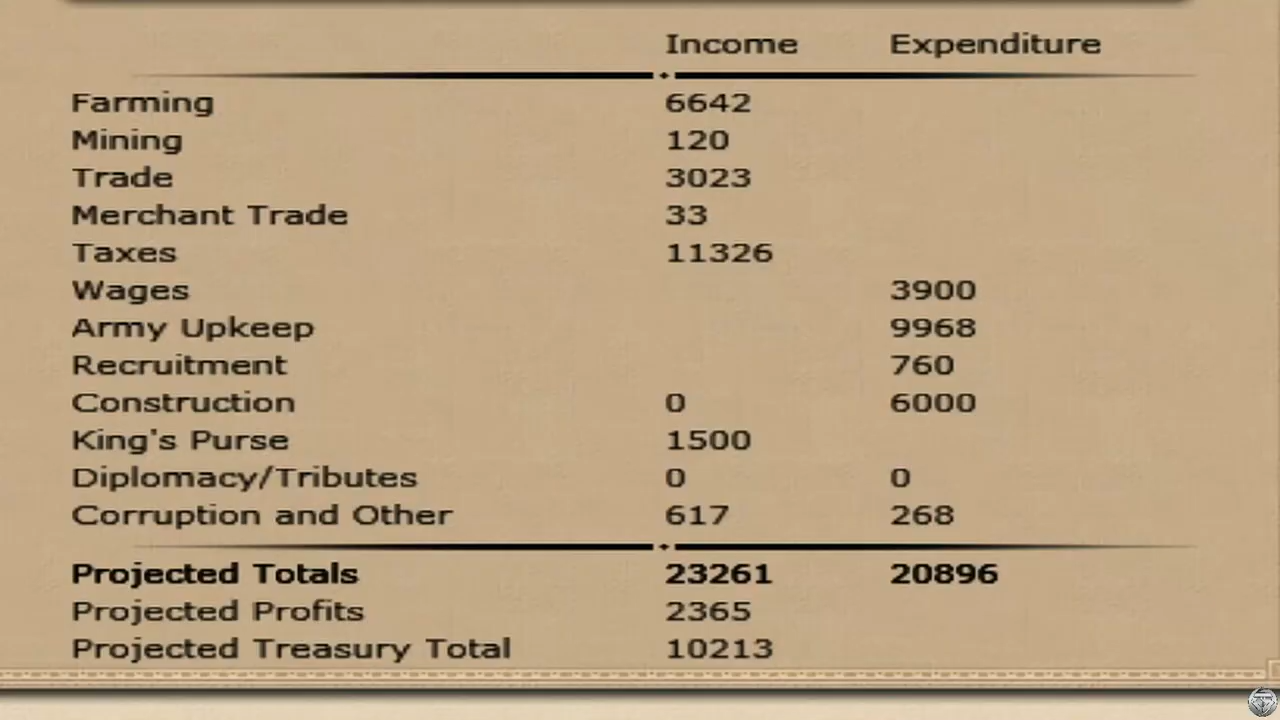 Income Expenditure
Farming 6642
Mining 120
Trade 3023
Merchant Trade 33
Taxes 11326
Wages 3900
Army Upkeep 9968
Recruitment 760
Construction 0 6000
King's Purse 1500
Diplomacy/Tributes 0 0
Corruption and Other 617 268
Projected Totals 23261 20896
Projected Profits 2365
Projected Treasury Total 10213